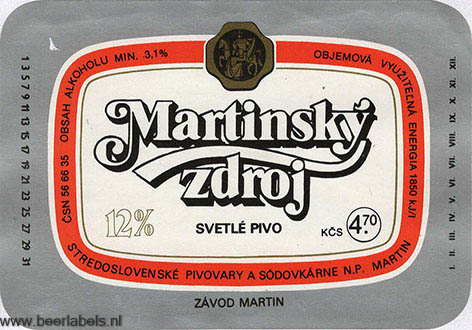 OBSAH ALKOHOLU MIN. 3,1%
OBJEMOVÁ VYUŽITEĽNÁ ENERGIA 1850 kJ/l
ČSN 56 66 35
Martinský
zdroj
12%
SVETLÉ PIVO
KČS 4.70
STREDOSLOVENSKÉ PIVOVARY A SÓDOVKÁRNE N.P. MARTIN
ZÁVOD MARTIN
1 3 5 7 9 11 13 15 17 19 21 23 25 27 29 31
I. II. III. IV. V. VI. VII. VIII. IX. X. XI. XII.
www.beerlabels.nl